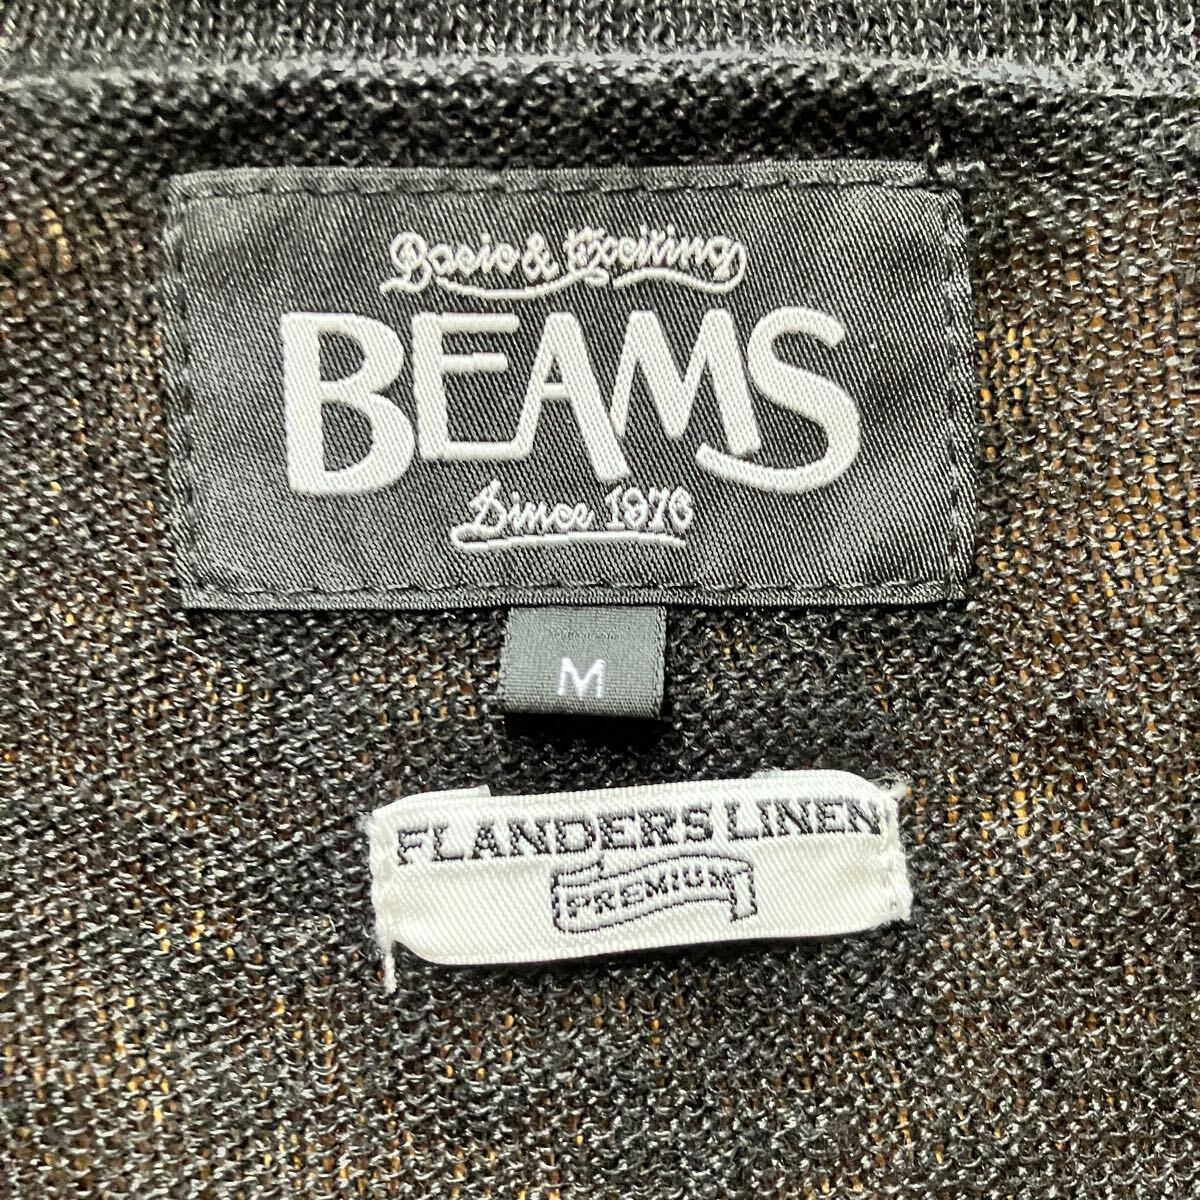 Basic & Exciting
BEAMS
Since 1976
M
FLANDERS LINEN
PREMIUM